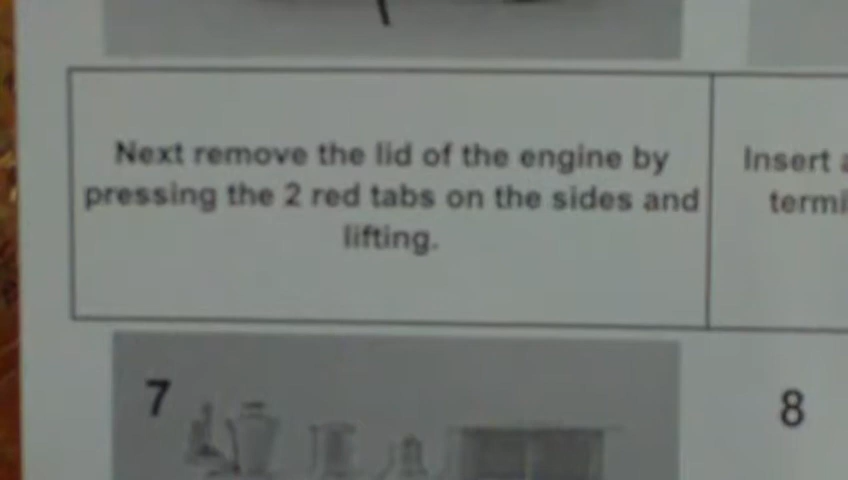 Next remove the lid of the engine by
pressing the 2 red tabs on the sides and
lifting.
Insert
7
8